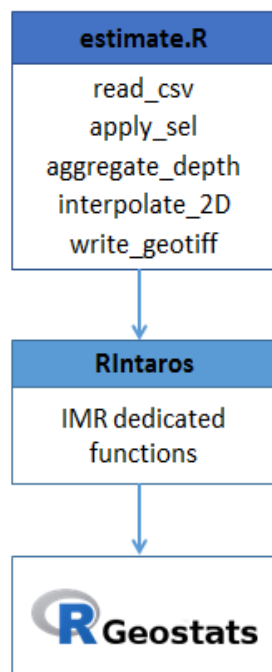 estimate.R
read_csv
apply_sel
aggregate_depth
interpolate_2D
write_geotiff
RIntaros
IMR dedicated
functions
R Geostats